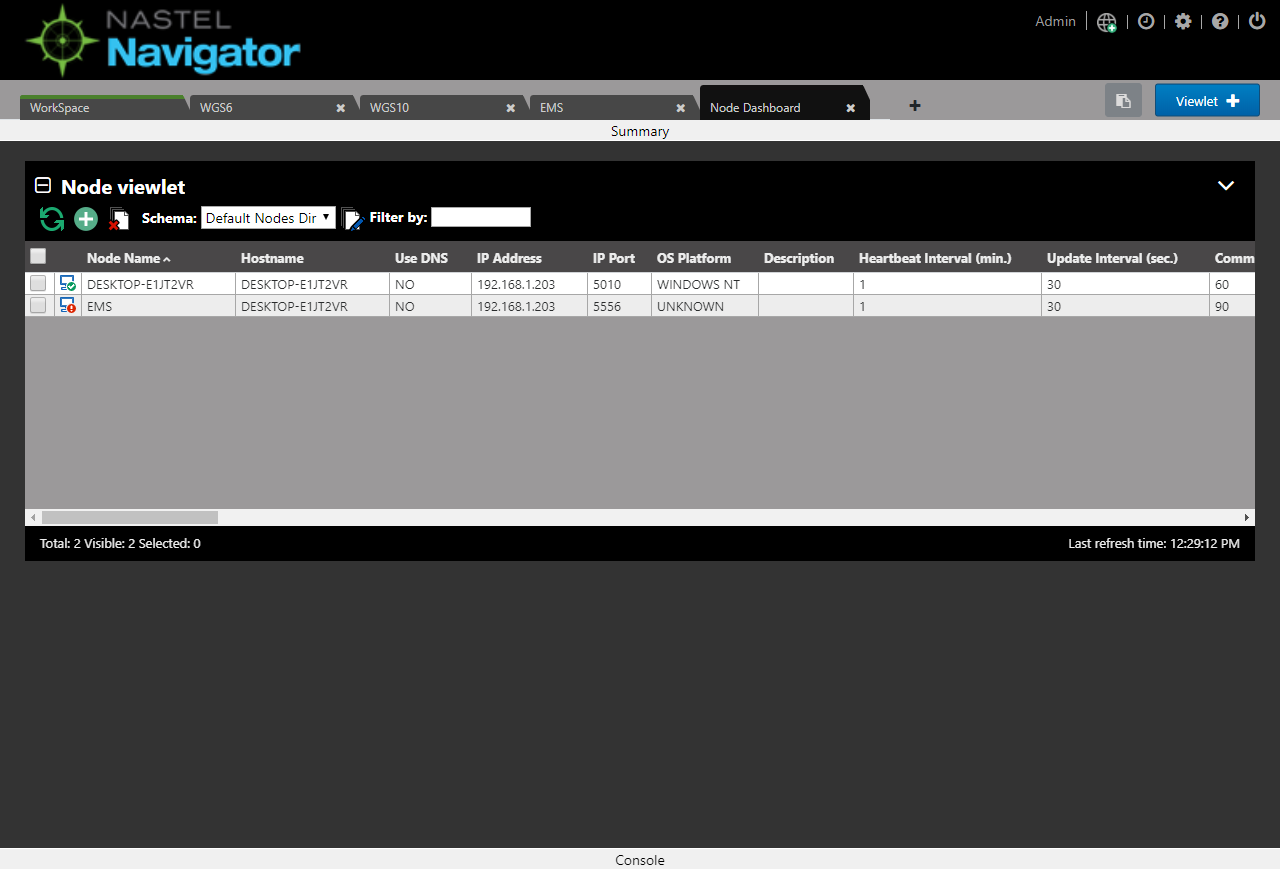 NASTEL
Navigator
Admin
WorkSpace WGS6 WGS10 EMS Node Dashboard Viewlet
Summary
Node viewlet
Schema: Default Nodes Dir Filter by:
Node Name Hostname Use DNS IP Address IP Port OS Platform Description Heartbeat Interval (min.) Update Interval (sec.) Comm
DESKTOP-E1JT2VR DESKTOP-E1JT2VR NO 192.168.1.203 5010 WINDOWS NT 1 30 60
EMS DESKTOP-E1JT2VR NO 192.168.1.203 5556 UNKNOWN 1 30 90
Total: 2 Visible: 2 Selected: 0 Last refresh time: 12:29:12 PM
Console